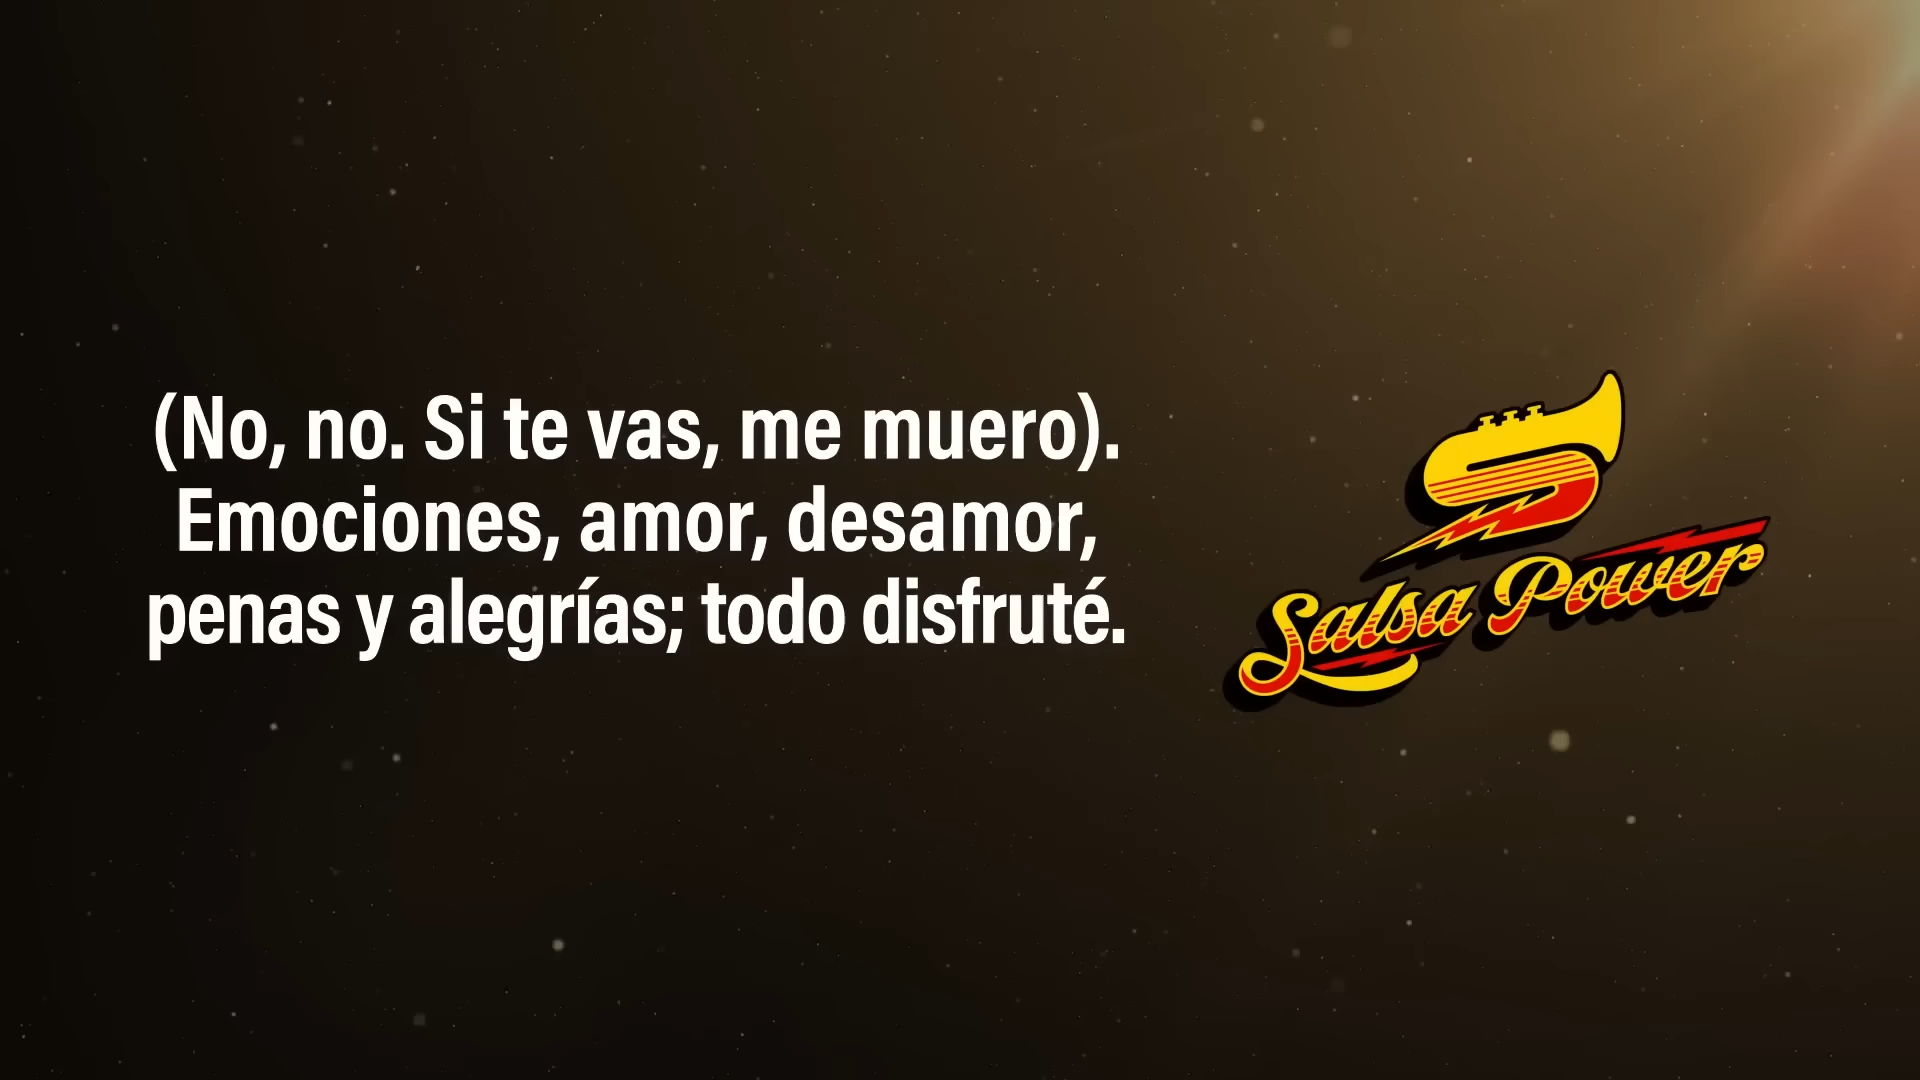 (No, no. Si te vas, me muero).
Emociones, amor, desamor,
penas y alegrías; todo disfruté.
Salsa Power